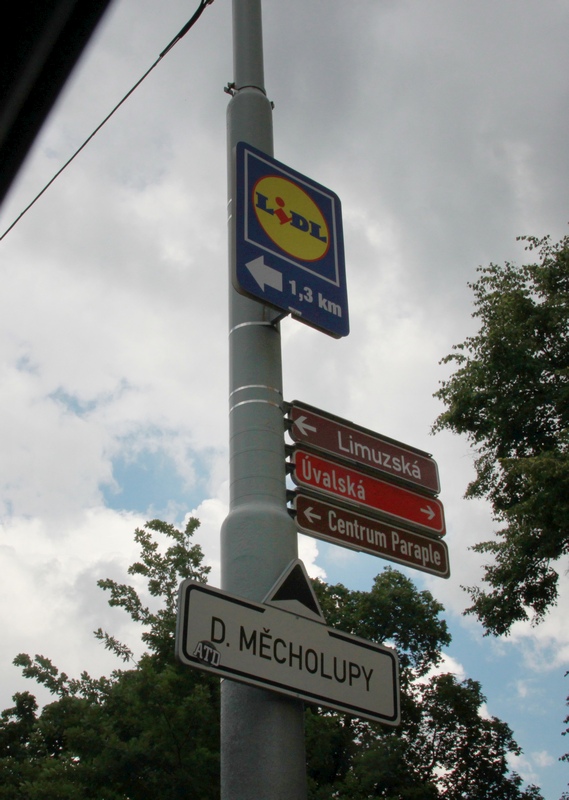 LIDL
1,3 km
Limuzská
Úvalská
Centrum Paraple
D. MĚCHOLUPY
ATD